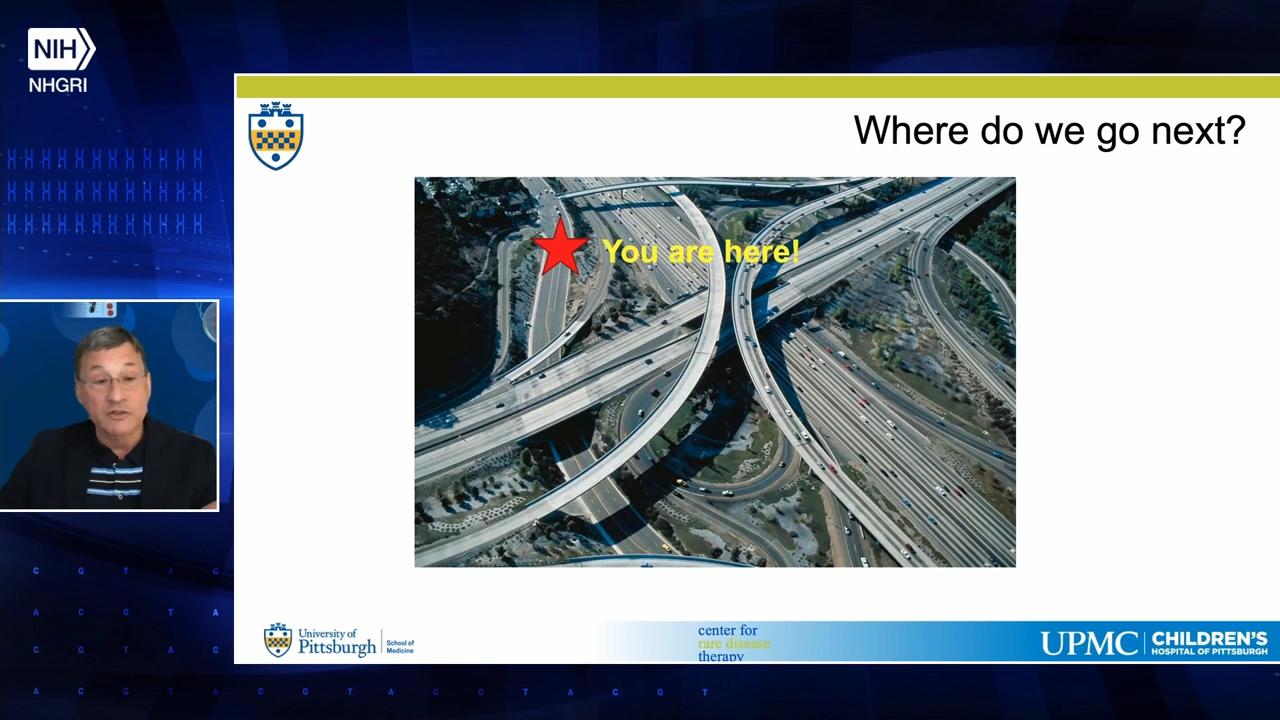 NIH
NHGRI
Where do we go next?
You are here!
University of
Pittsburgh
School of
Medicine
center for
rare disease
therapy
UPMC
CHILDREN'S
HOSPITAL OF PITTSBURGH
C G T A C
A C G T A
C G T A C
A C G T A C G T A C G T A C G T